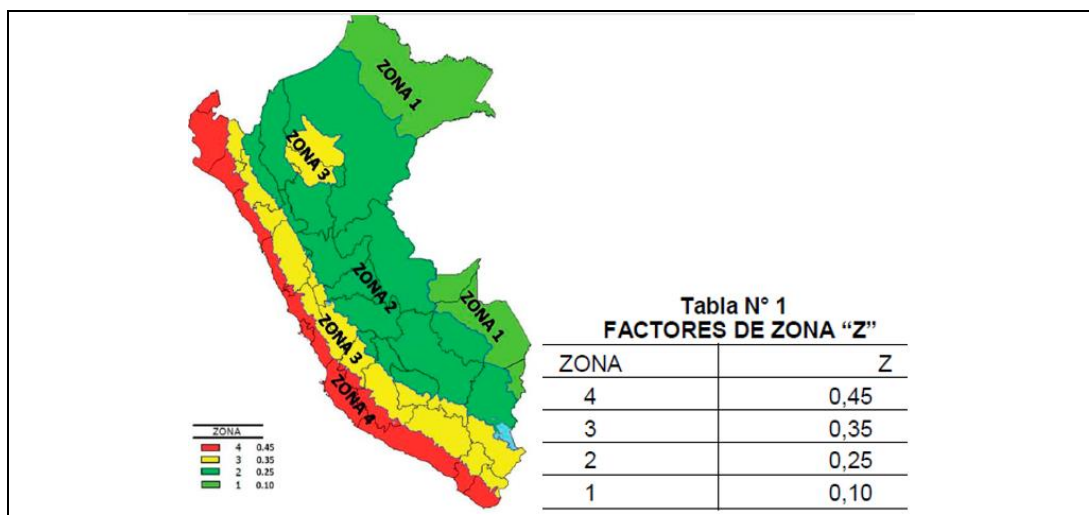 ZONA 1
ZONA 3
ZONA 2
ZONA 1
ZONA 3
ZONA 4
ZONA
4 0.45
3 0.35
2 0.25
1 0.10
Tabla N° 1
FACTORES DE ZONA “Z”
ZONA Z
4 0,45
3 0,35
2 0,25
1 0,10